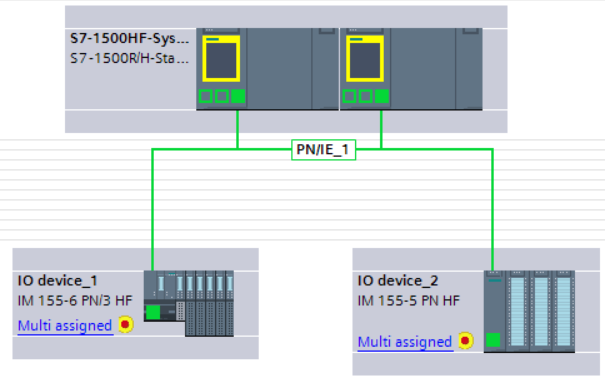 S7-1500HF-Sys...
S7-1500R/H-Sta...
PN/IE_1
IO device_1
IM 155-6 PN/3 HF
Multi assigned
IO device_2
IM 155-5 PN HF
Multi assigned